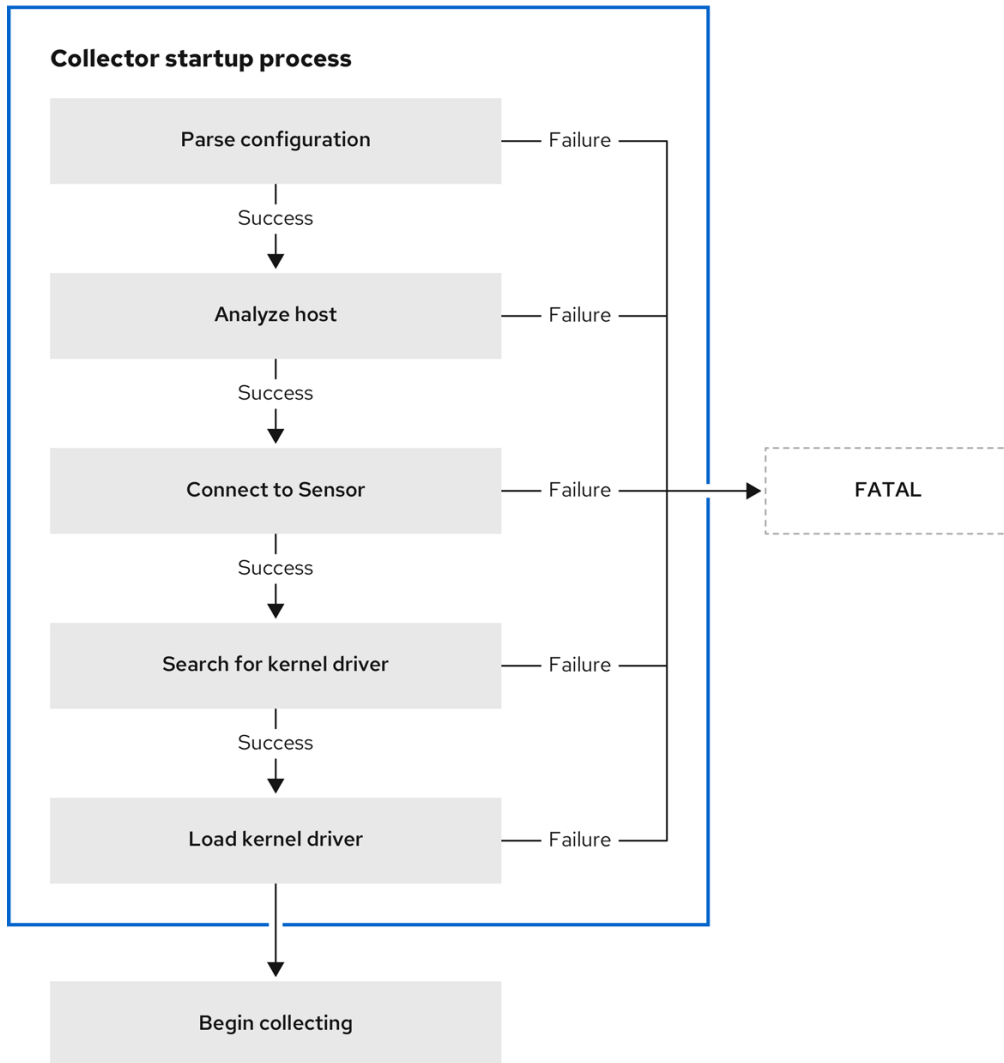 Collector startup process
Parse configuration
Failure
Success
Analyze host
Failure
Success
Connect to Sensor
Failure
FATAL
Success
Search for kernel driver
Failure
Success
Load kernel driver
Failure
Begin collecting